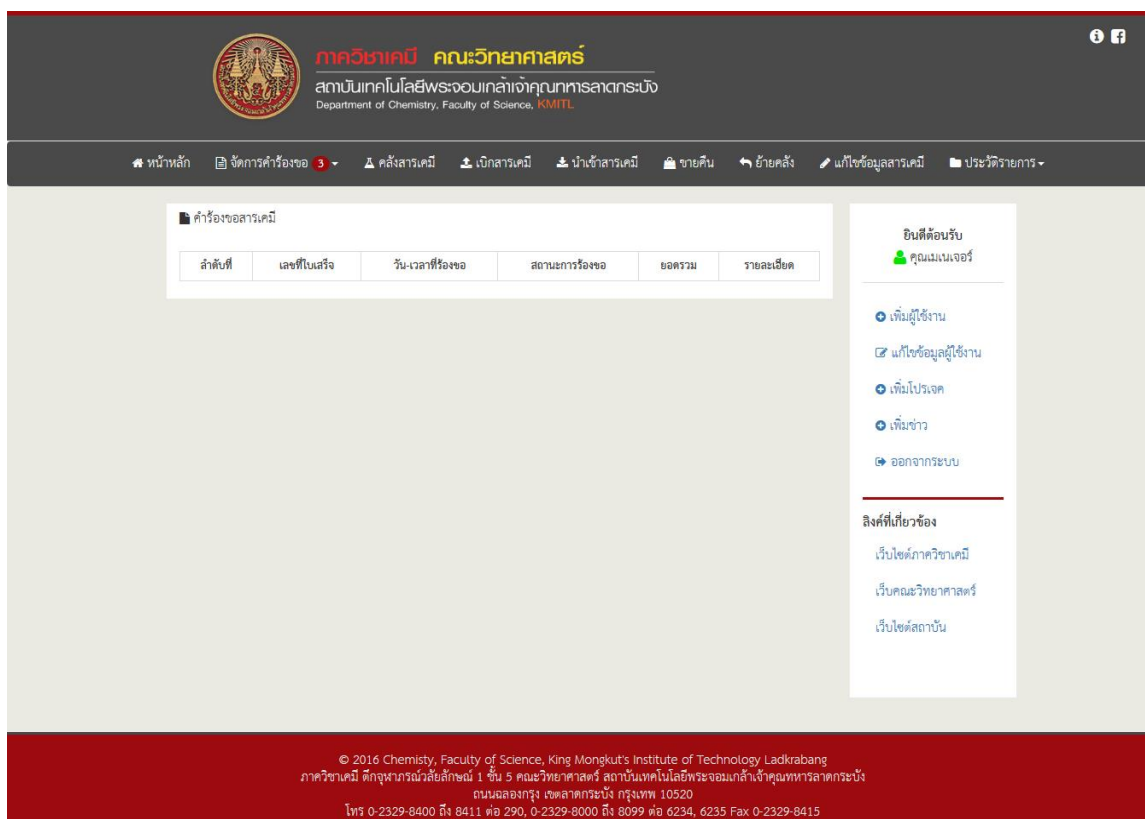 ภาควิชาเคมี คณะวิทยาศาสตร์
สถาบันเทคโนโลยีพระจอมเกล้าเจ้าคุณทหารลาดกระบัง
Department of Chemistry, Faculty of Science, KMITL
หน้าหลัก จัดการคำร้องขอ 3 คลังสารเคมี เบิกสารเคมี นำเข้าสารเคมี ขายคืน ย้ายคลัง แก้ไขข้อมูลสารเคมี ประวัติรายการ
คำร้องขอสารเคมี
ลำดับที่ เลขที่ใบเสร็จ วัน-เวลาที่ร้องขอ สถานะการร้องขอ ยอดรวม รายละเอียด
ยินดีต้อนรับ
คุณเมเนเจอร์
เพิ่มผู้ใช้งาน
แก้ไขข้อมูลผู้ใช้งาน
เพิ่มโปรเจค
เพิ่มข่าว
ออกจากระบบ
ลิงค์ที่เกี่ยวข้อง
เว็บไซต์ภาควิชาเคมี
เว็บคณะวิทยาศาสตร์
เว็บไซต์สถาบัน
© 2016 Chemisty, Faculty of Science, King Mongkut's Institute of Technology Ladkrabang
ภาควิชาเคมี ตึกจุฬาภรณ์วลัยลักษณ์ 1 ชั้น 5 คณะวิทยาศาสตร์ สถาบันเทคโนโลยีพระจอมเกล้าเจ้าคุณทหารลาดกระบัง
ถนนฉลองกรุง เขตลาดกระบัง กรุงเทพ 10520
โทร 0-2329-8400 ถึง 8411 ต่อ 290, 0-2329-8000 ถึง 8099 ต่อ 6234, 6235 Fax 0-2329-8415